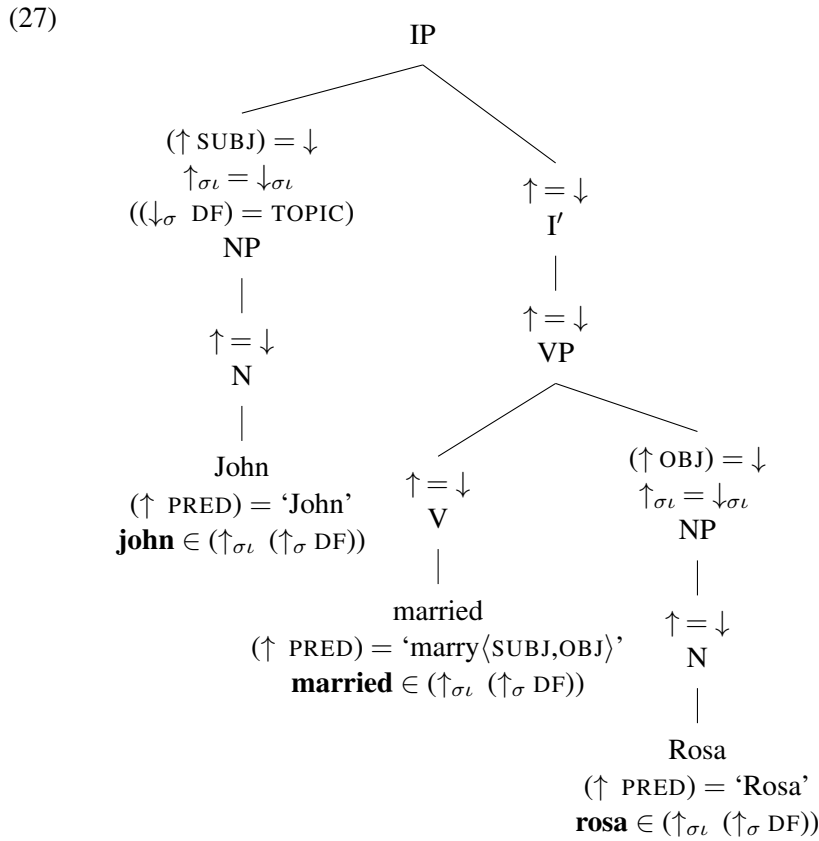 (27)
IP
(↑ SUBJ) = ↓
↑σι = ↓σι
((↓σ DF) = TOPIC)
NP
↑ = ↓
I′
↑ = ↓
N
↑ = ↓
VP
John
(↑ PRED) = ‘John’
john ∈ (↑σι (↑σ DF))
↑ = ↓
V
(↑ OBJ) = ↓
↑σι = ↓σι
NP
married
(↑ PRED) = ‘marry⟨SUBJ,OBJ⟩’
married ∈ (↑σι (↑σ DF))
↑ = ↓
N
Rosa
(↑ PRED) = ‘Rosa’
rosa ∈ (↑σι (↑σ DF))